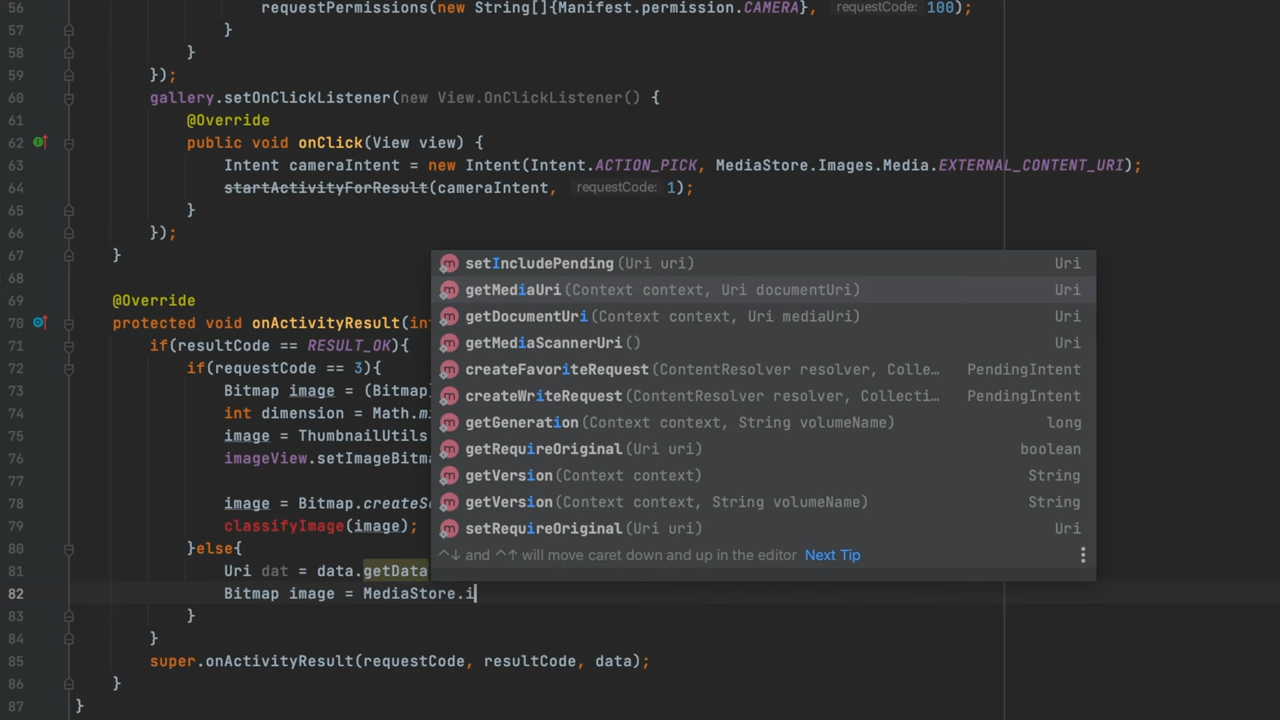 56 requestPermissions(new String[]{Manifest.permission.CAMERA}, requestCode: 100);
57 }
58 }
59 });
60 gallery.setOnClickListener(new View.OnClickListener() {
61 @Override
62 public void onClick(View view) {
63 Intent cameraIntent = new Intent(Intent.ACTION_PICK, MediaStore.Images.Media.EXTERNAL_CONTENT_URI);
64 startActivityForResult(cameraIntent, requestCode: 1);
65 }
66 });
67 }
68
69 @Override
70 protected void onActivityResult(int
71 if(resultCode == RESULT_OK){
72 if(requestCode == 3){
73 Bitmap image = (Bitmap)
74 int dimension = Math.mi
75 image = ThumbnailUtils
76 imageView.setImageBitma
77
78 image = Bitmap.createSc
79 classifyImage(image);
80 }else{
81 Uri dat = data.getData
82 Bitmap image = MediaStore.i
83 }
84 }
85 super.onActivityResult(requestCode, resultCode, data);
86 }
87 }
setIncludePending(Uri uri) Uri
getMediaUri(Context context, Uri documentUri) Uri
getDocumentUri(Context context, Uri mediaUri) Uri
getMediaScannerUri() Uri
createFavoriteRequest(ContentResolver resolver, Colle… PendingIntent
createWriteRequest(ContentResolver resolver, Collecti… PendingIntent
getGeneration(Context context, String volumeName) long
getRequireOriginal(Uri uri) boolean
getVersion(Context context) String
getVersion(Context context, String volumeName) String
setRequireOriginal(Uri uri) Uri
^↓ and ^↑ will move caret down and up in the editor Next Tip